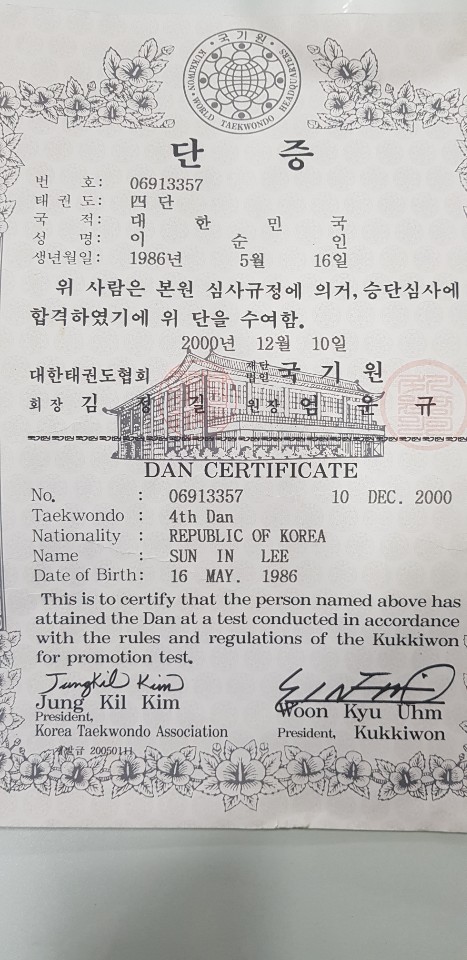 국기원
KUKKIWON · WORLD TAEKWONDO HEADQUARTERS
단 증
번 호: 06913357
태권도: 四 단
국 적: 대 한 민 국
성 명: 이 순 인
생년월일: 1986년 5월 16일
위 사람은 본원 심사규정에 의거, 승단심사에
합격하였기에 위 단을 수여함.
2000년 12월 10일
대한태권도협회 재단법인 국 기 원
회장 김 정 길 원장 엄 운 규
DAN CERTIFICATE
No. : 06913357 10 DEC. 2000
Taekwondo : 4th Dan
Nationality : REPUBLIC OF KOREA
Name : SUN IN LEE
Date of Birth: 16 MAY. 1986
This is to certify that the person named above has
attained the Dan at a test conducted in accordance
with the rules and regulations of the Kukkiwon
for promotion test.
Jungkil Kim
Jung Kil Kim Woon Kyu Uhm
President, 
Korea Taekwondo Association President, Kukkiwon
재발급 2005011